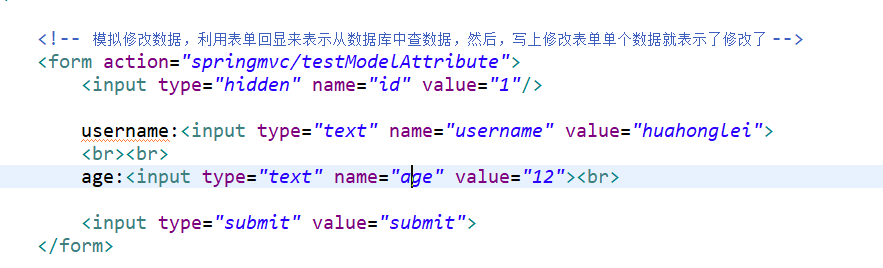 <!-- 模拟修改数据，利用表单回显来表示从数据库中查数据，然后，写上修改表单单个数据就表示了修改了 -->
<form action="springmvc/testModelAttribute">
<input type="hidden" name="id" value="1"/>
username:<input type="text" name="username" value="huahonglei">
<br><br>
age:<input type="text" name="age" value="12"><br>
<input type="submit" value="submit">
</form>